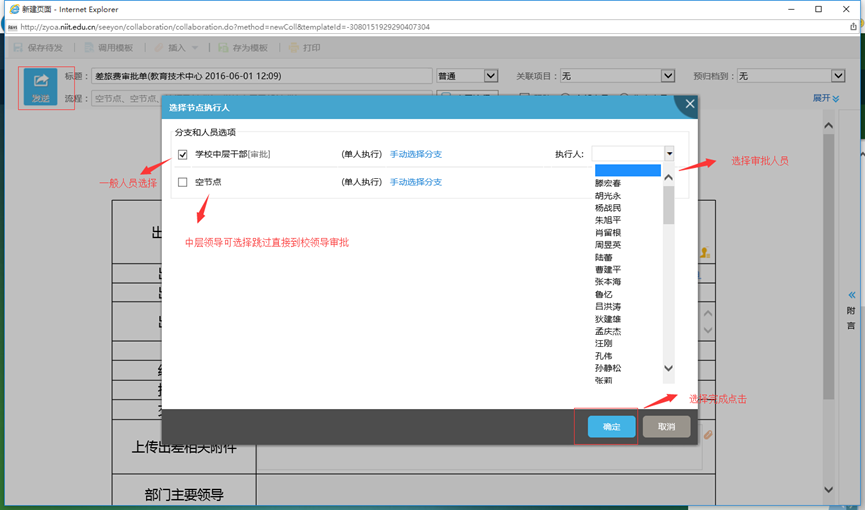 新建页面 - Internet Explorer
http://zyoa.niit.edu.cn/seeyon/collaboration/collaboration.do?method=newColl&templateId=-3080151929290407304
保存待发 调用模板 插入 存为模板 打印
发送 标题： 差旅费审批单(教育技术中心 2016-06-01 12:09) 普通 关联项目： 无 预归档到： 无
流程： 空节点、空节点、
展开
选择节点执行人
分支和人员选项
学校中层干部[审批] (单人执行) 手动选择分支 执行人：
选择审批人员
一般人员选择
空节点 (单人执行) 手动选择分支
滕宏春
胡光永
杨战民
朱旭平
肖留根
周昱英
陆蕾
曹建平
张本海
鲁忆
吕洪涛
狄建雄
孟庆杰
汪刚
孔伟
孙静松
张莉
中层领导可选择跳过直接到校领导审批
附言
选择完成点击
确定 取消
上传出差相关附件
部门主要领导